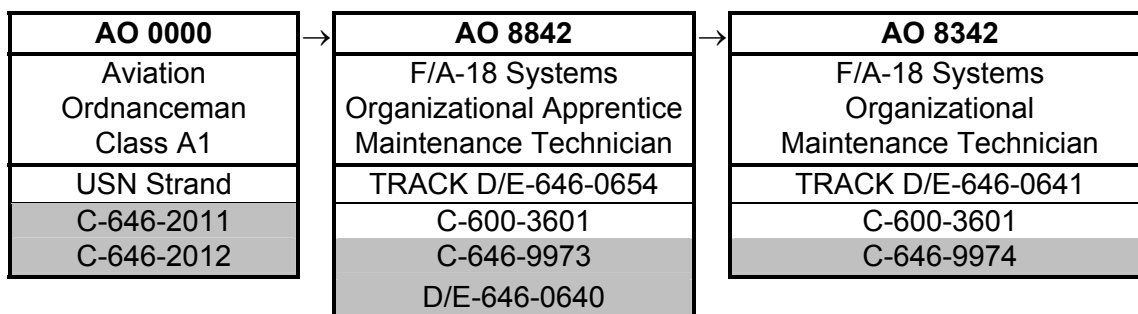 AO 0000
Aviation
Ordnanceman
Class A1
USN Strand
C-646-2011
C-646-2012
→
AO 8842
F/A-18 Systems
Organizational Apprentice
Maintenance Technician
TRACK D/E-646-0654
C-600-3601
C-646-9973
D/E-646-0640
→
AO 8342
F/A-18 Systems
Organizational
Maintenance Technician
TRACK D/E-646-0641
C-600-3601
C-646-9974